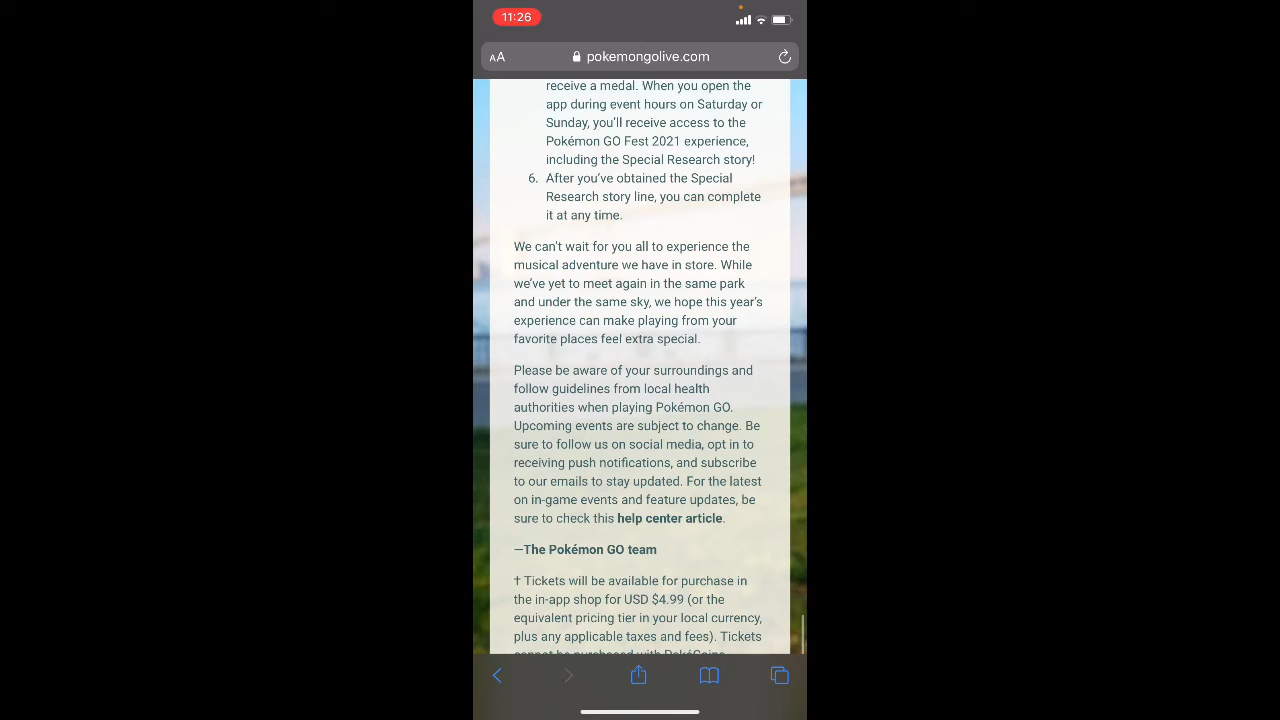 11:26
AA
pokemongolive.com
receive a medal. When you open the
app during event hours on Saturday or
Sunday, you'll receive access to the
Pokémon GO Fest 2021 experience,
including the Special Research story!
6. After you've obtained the Special
Research story line, you can complete
it at any time.
We can't wait for you all to experience the
musical adventure we have in store. While
we've yet to meet again in the same park
and under the same sky, we hope this year's
experience can make playing from your
favorite places feel extra special.
Please be aware of your surroundings and
follow guidelines from local health
authorities when playing Pokémon GO.
Upcoming events are subject to change. Be
sure to follow us on social media, opt in to
receiving push notifications, and subscribe
to our emails to stay updated. For the latest
on in-game events and feature updates, be
sure to check this help center article.
—The Pokémon GO team
† Tickets will be available for purchase in
the in-app shop for USD $4.99 (or the
equivalent pricing tier in your local currency,
plus any applicable taxes and fees). Tickets
cannot be purchased with PokéCoins